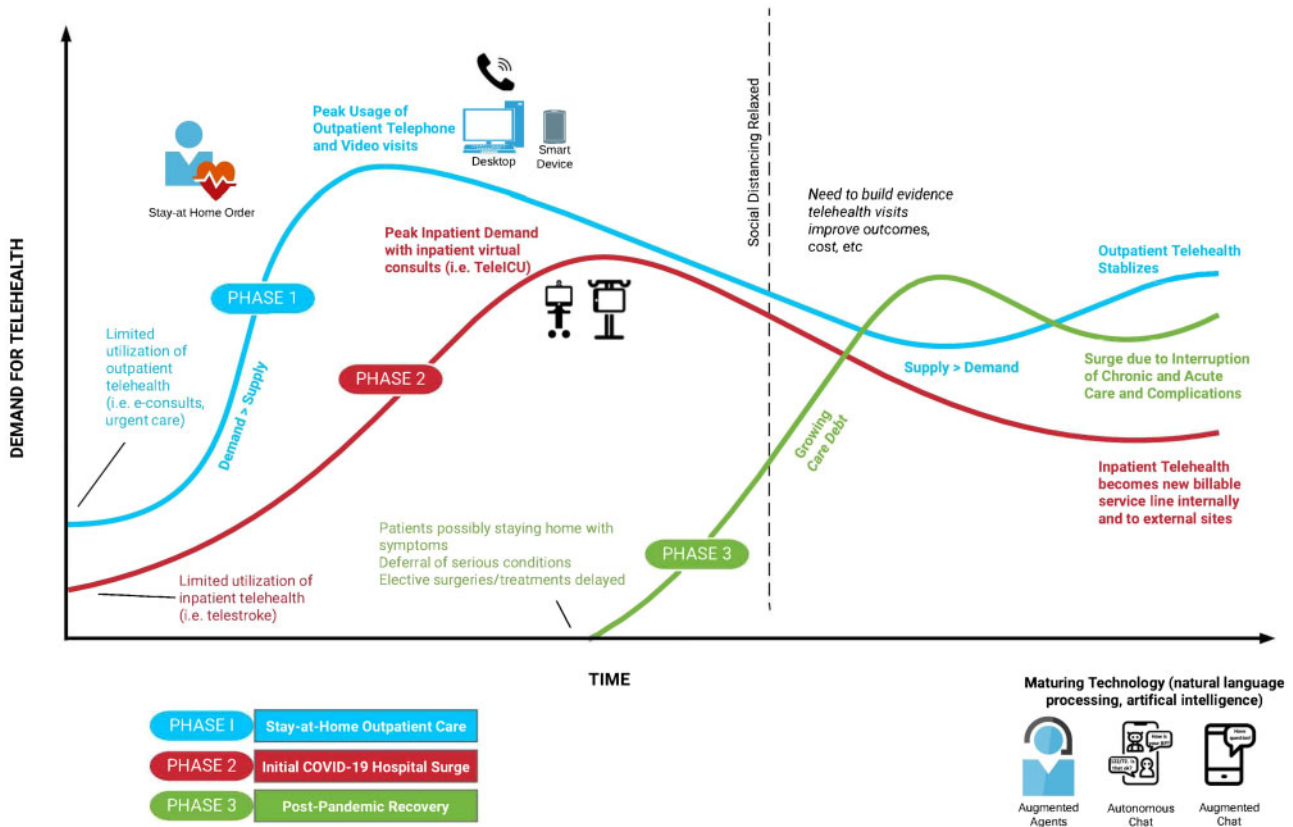 DEMAND FOR TELEHEALTH
Stay-at Home Order
Peak Usage of
Outpatient Telephone
and Video visits
Desktop
Smart
Device
PHASE 1
Limited
utilization of
outpatient
telehealth
(i.e. e-consults,
urgent care)
Demand > Supply
Peak Inpatient Demand
with inpatient virtual
consults (i.e. TeleICU)
PHASE 2
Limited utilization of
inpatient telehealth
(i.e. telestroke)
Patients possibly staying home with
symptoms
Deferral of serious conditions
Elective surgeries/treatments delayed
PHASE 3
Social Distancing Relaxed
Growing
Care Debt
Need to build evidence
telehealth visits
improve outcomes,
cost, etc
Supply > Demand
Outpatient Telehealth
Stablizes
Surge due to Interruption
of Chronic and Acute
Care and Complications
Inpatient Telehealth
becomes new billable
service line internally
and to external sites
TIME
PHASE I
Stay-at-Home Outpatient Care
PHASE 2
Initial COVID-19 Hospital Surge
PHASE 3
Post-Pandemic Recovery
Maturing Technology (natural language
processing, artifical intelligence)
Augmented
Agents
How is
your BP?
that ok?
Autonomous
Chat
Have
Augmented
Chat